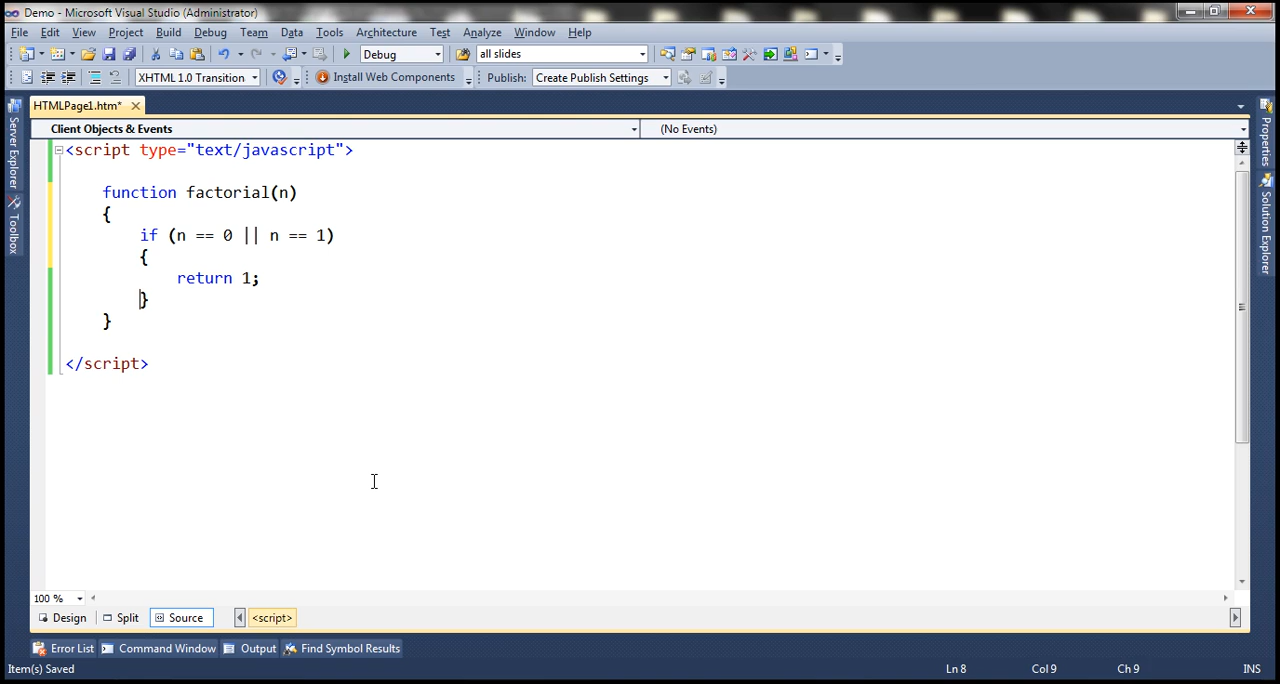 Demo - Microsoft Visual Studio (Administrator)
File Edit View Project Build Debug Team Data Tools Architecture Test Analyze Window Help
Debug all slides
XHTML 1.0 Transition Install Web Components Publish: Create Publish Settings
HTMLPage1.htm*
Client Objects & Events (No Events)
<script type="text/javascript">
function factorial(n)
{
if (n == 0 || n == 1)
{
return 1;
}
}
</script>
Server Explorer
Toolbox
Properties
Solution Explorer
100 %
Design Split Source <script>
Error List Command Window Output Find Symbol Results
Item(s) Saved Ln 8 Col 9 Ch 9 INS